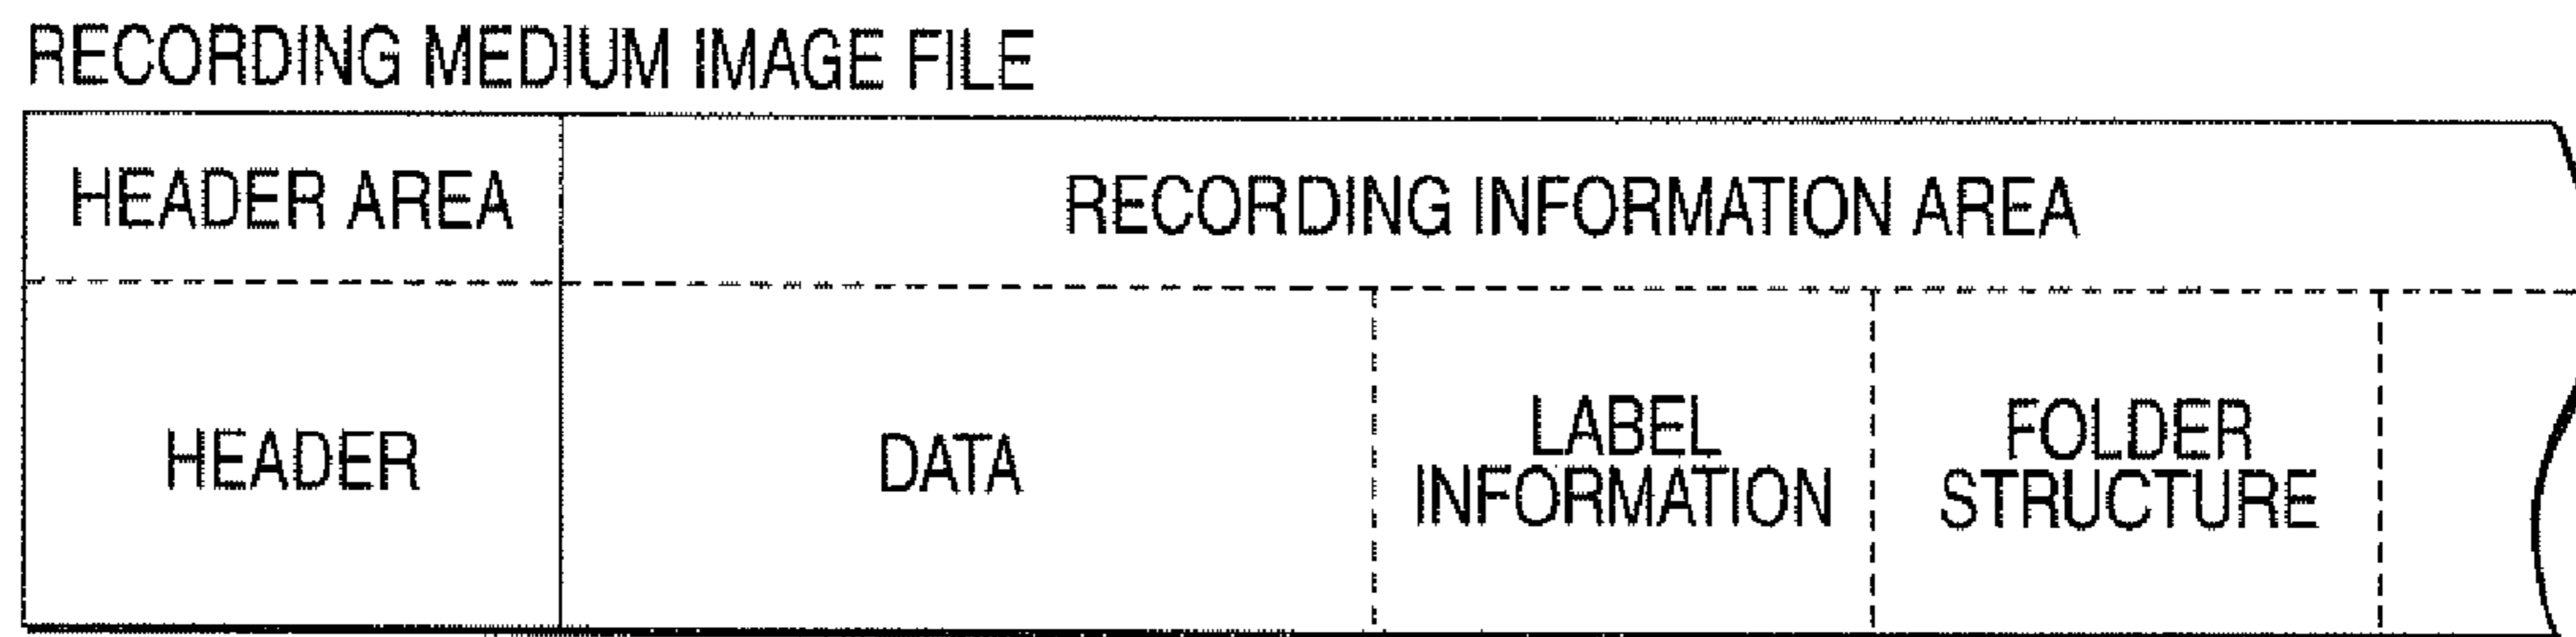 RECORDING MEDIUM IMAGE FILE
HEADER AREA
RECORDING INFORMATION AREA
HEADER
DATA
LABEL
INFORMATION
FOLDER
STRUCTURE